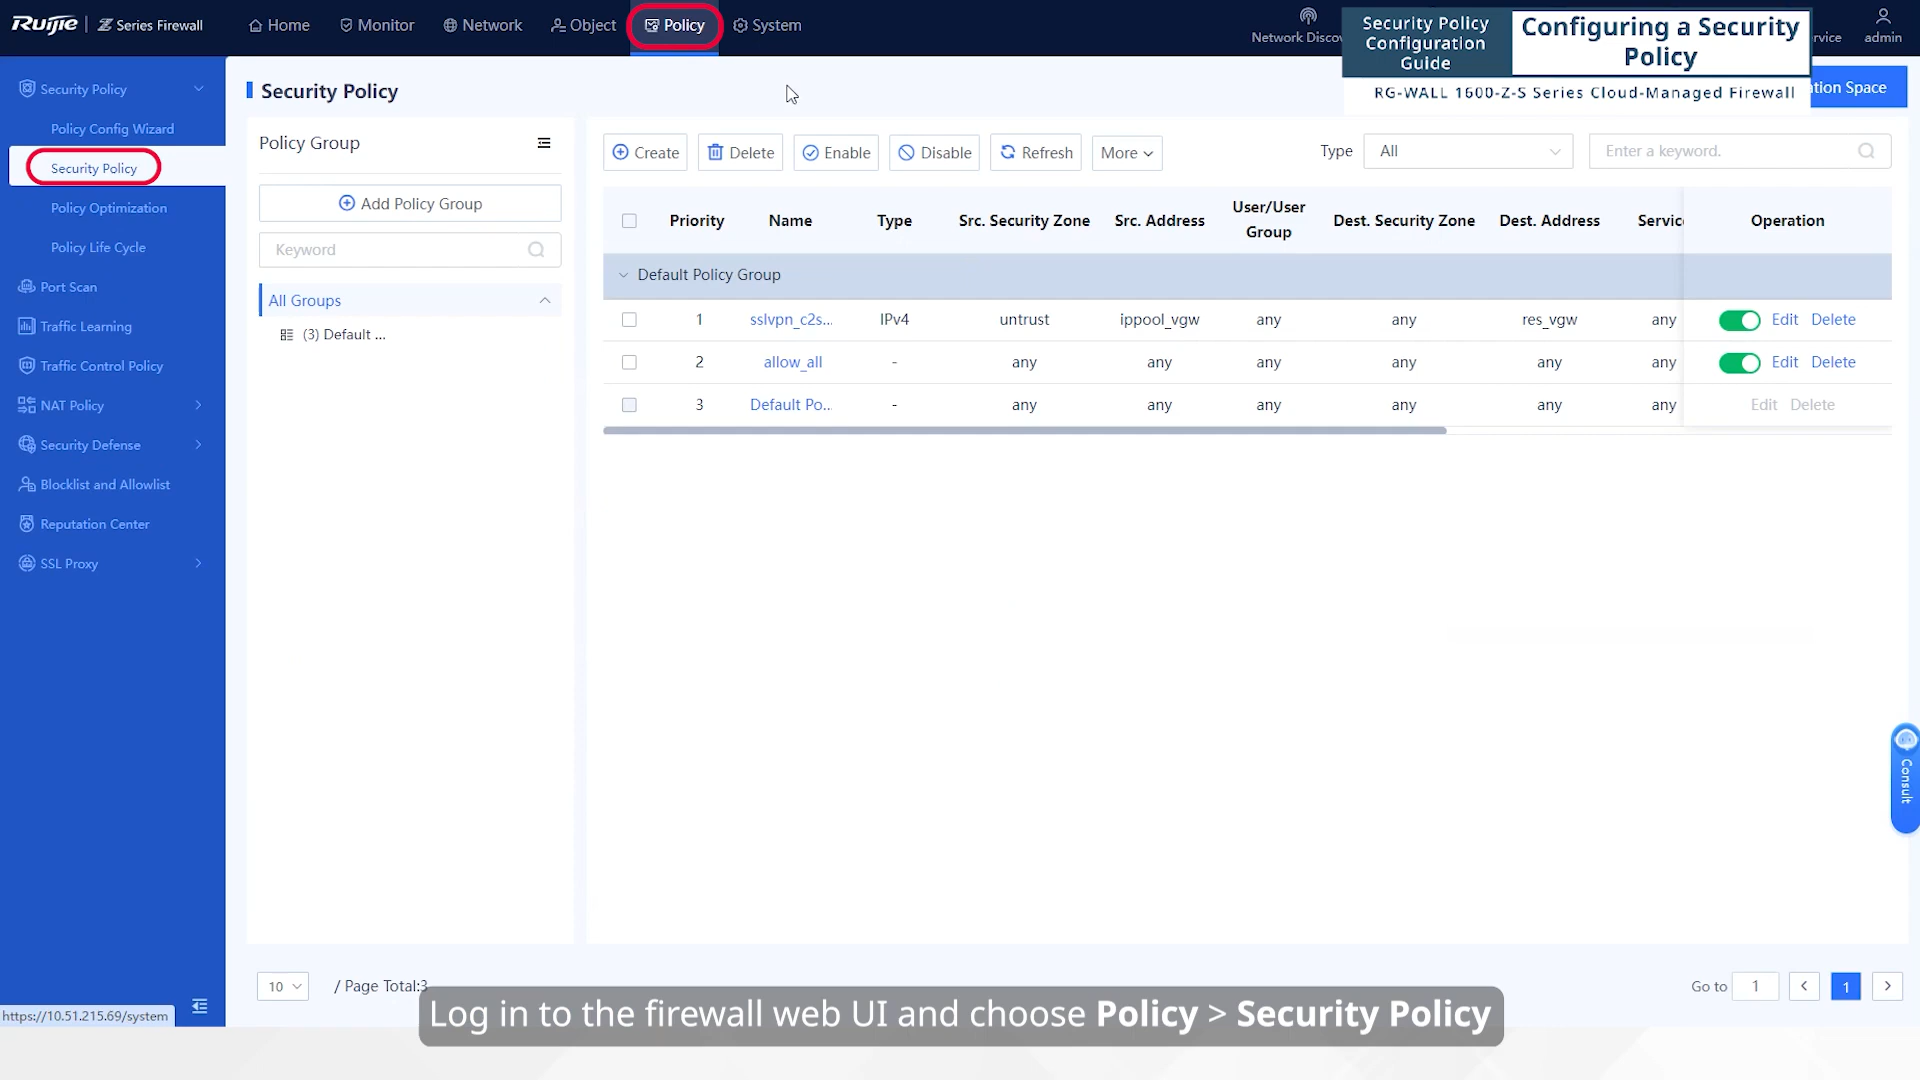 Ruijie | Z Series Firewall
Home
Monitor
Network
Object
Policy
System
Network Disco
rvice
admin
Security Policy
Configuration
Guide
Configuring a Security
Policy
RG-WALL 1600-Z-S Series Cloud-Managed Firewall
tion Space
Security Policy
Policy Config Wizard
Security Policy
Policy Optimization
Policy Life Cycle
Port Scan
Traffic Learning
Traffic Control Policy
NAT Policy
Security Defense
Blocklist and Allowlist
Reputation Center
SSL Proxy
Security Policy
Policy Group
Add Policy Group
Keyword
All Groups
(3) Default ...
Create
Delete
Enable
Disable
Refresh
More
Type
All
Enter a keyword.
Priority Name Type Src. Security Zone Src. Address User/User Group Dest. Security Zone Dest. Address Servic Operation
Default Policy Group
1 sslvpn_c2s... IPv4 untrust ippool_vgw any any res_vgw any Edit Delete
2 allow_all - any any any any any any Edit Delete
3 Default Po... - any any any any any any Edit Delete
Consult
10 / Page Total:3
Go to 1 < 1 >
https://10.51.215.69/system
Log in to the firewall web UI and choose Policy > Security Policy